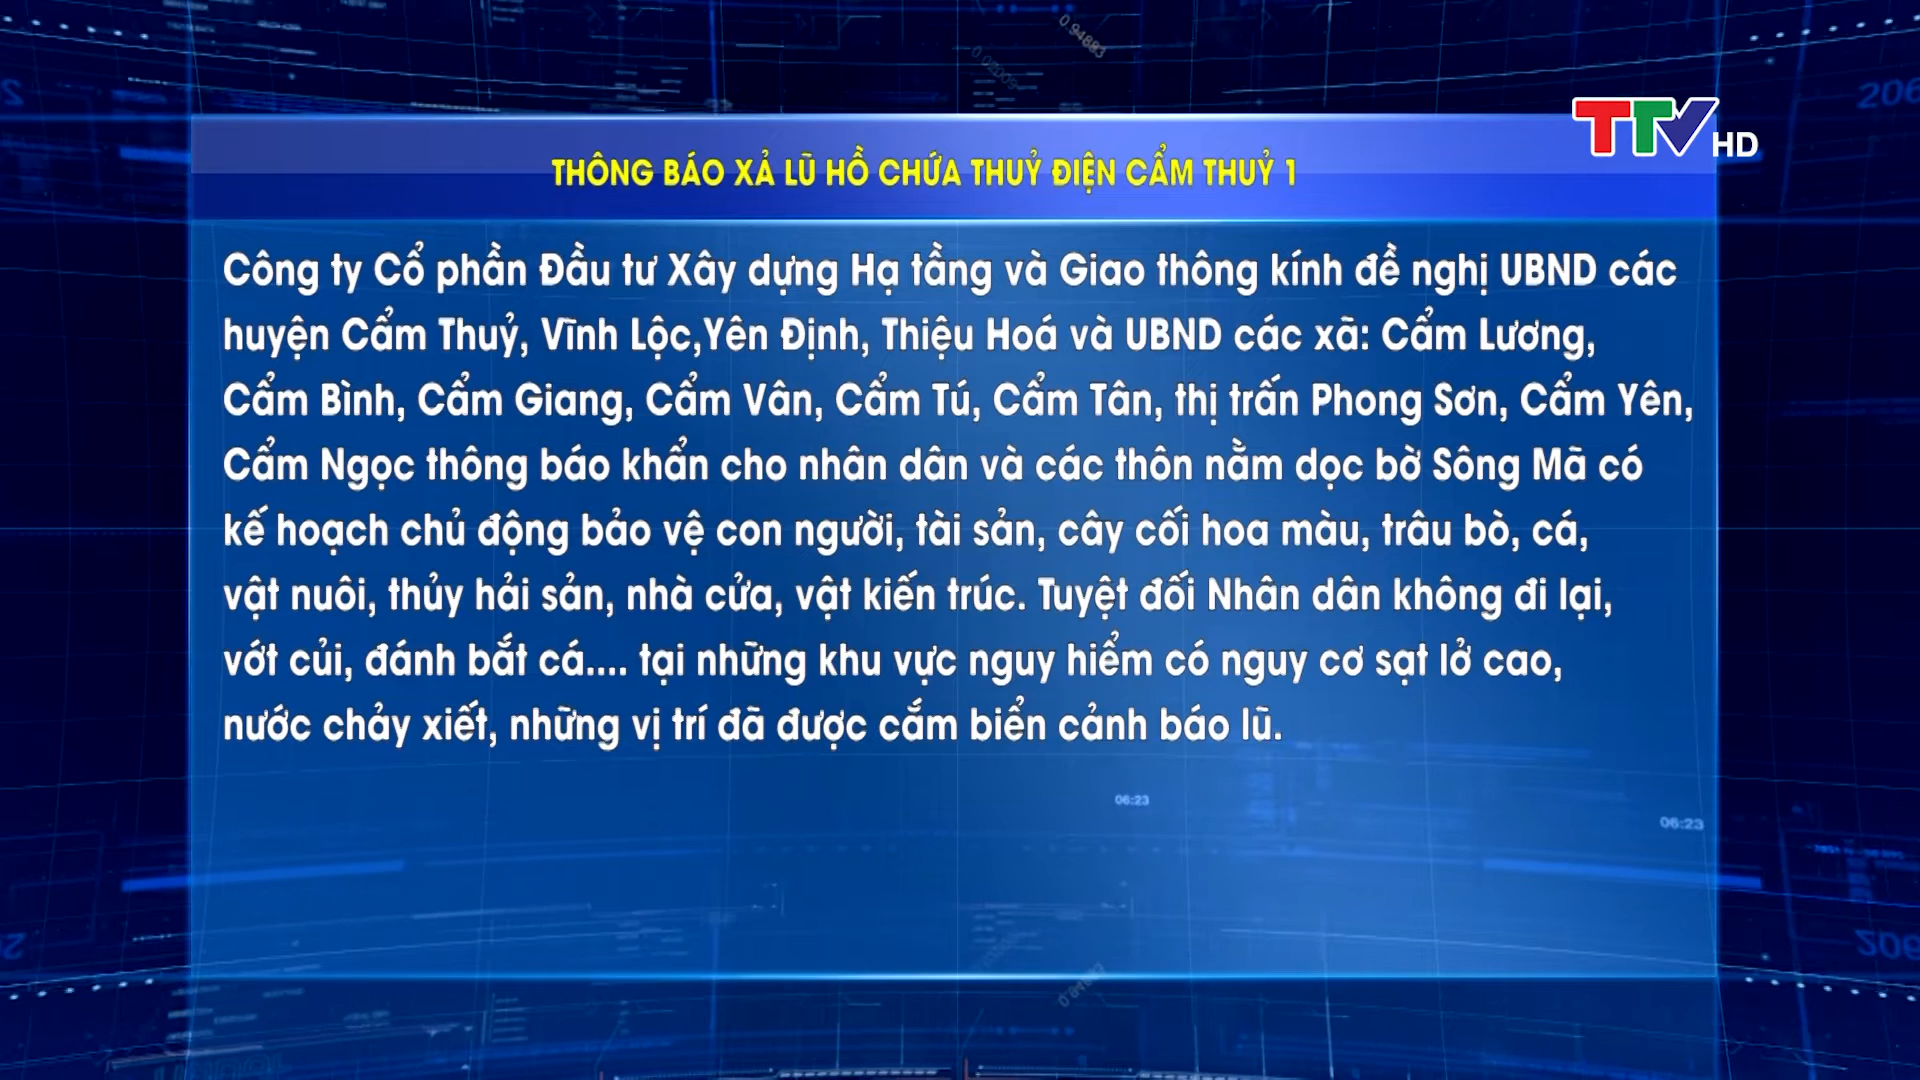 TTV HD
THÔNG BÁO XẢ LŨ HỒ CHỨA THUỶ ĐIỆN CẨM THUỶ 1
Công ty Cổ phần Đầu tư Xây dựng Hạ tầng và Giao thông kính đề nghị UBND các
huyện Cẩm Thuỷ, Vĩnh Lộc,Yên Định, Thiệu Hoá và UBND các xã: Cẩm Lương,
Cẩm Bình, Cẩm Giang, Cẩm Vân, Cẩm Tú, Cẩm Tân, thị trấn Phong Sơn, Cẩm Yên,
Cẩm Ngọc thông báo khẩn cho nhân dân và các thôn nằm dọc bờ Sông Mã có
kế hoạch chủ động bảo vệ con người, tài sản, cây cối hoa màu, trâu bò, cá,
vật nuôi, thủy hải sản, nhà cửa, vật kiến trúc. Tuyệt đối Nhân dân không đi lại,
vớt củi, đánh bắt cá.... tại những khu vực nguy hiểm có nguy cơ sạt lở cao,
nước chảy xiết, những vị trí đã được cắm biển cảnh báo lũ.
06:23
06:23
0.94883
206
206